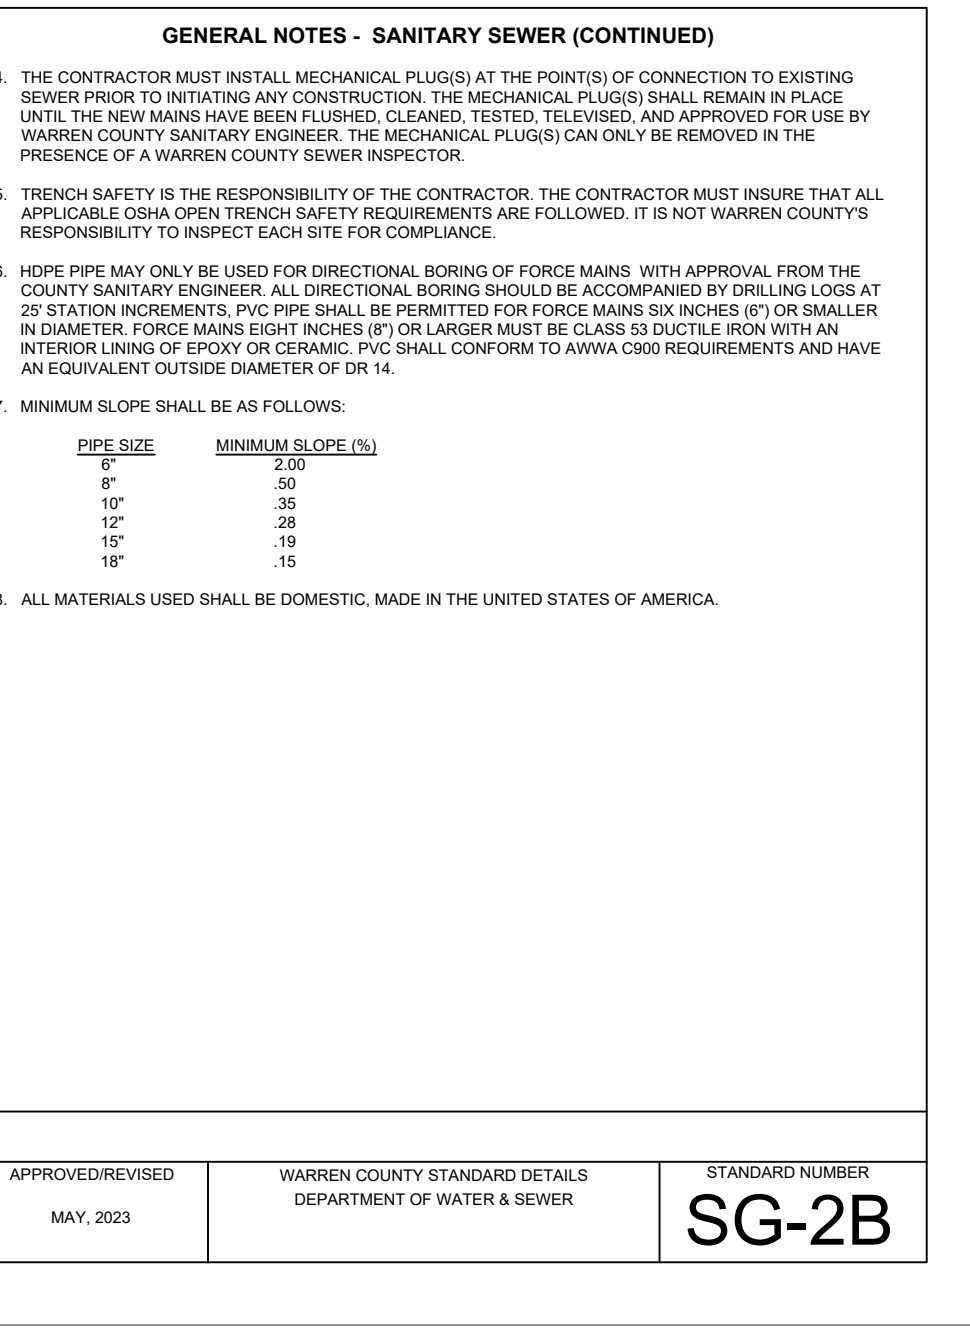 GENERAL NOTES - SANITARY SEWER (CONTINUED)
. THE CONTRACTOR MUST INSTALL MECHANICAL PLUG(S) AT THE POINT(S) OF CONNECTION TO EXISTING
SEWER PRIOR TO INITIATING ANY CONSTRUCTION. THE MECHANICAL PLUG(S) SHALL REMAIN IN PLACE
UNTIL THE NEW MAINS HAVE BEEN FLUSHED, CLEANED, TESTED, TELEVISED, AND APPROVED FOR USE BY
WARREN COUNTY SANITARY ENGINEER. THE MECHANICAL PLUG(S) CAN ONLY BE REMOVED IN THE
PRESENCE OF A WARREN COUNTY SEWER INSPECTOR.
. TRENCH SAFETY IS THE RESPONSIBILITY OF THE CONTRACTOR. THE CONTRACTOR MUST INSURE THAT ALL
APPLICABLE OSHA OPEN TRENCH SAFETY REQUIREMENTS ARE FOLLOWED. IT IS NOT WARREN COUNTY'S
RESPONSIBILITY TO INSPECT EACH SITE FOR COMPLIANCE.
. HDPE PIPE MAY ONLY BE USED FOR DIRECTIONAL BORING OF FORCE MAINS WITH APPROVAL FROM THE
COUNTY SANITARY ENGINEER. ALL DIRECTIONAL BORING SHOULD BE ACCOMPANIED BY DRILLING LOGS AT
25' STATION INCREMENTS, PVC PIPE SHALL BE PERMITTED FOR FORCE MAINS SIX INCHES (6") OR SMALLER
IN DIAMETER. FORCE MAINS EIGHT INCHES (8") OR LARGER MUST BE CLASS 53 DUCTILE IRON WITH AN
INTERIOR LINING OF EPOXY OR CERAMIC. PVC SHALL CONFORM TO AWWA C900 REQUIREMENTS AND HAVE
AN EQUIVALENT OUTSIDE DIAMETER OF DR 14.
. MINIMUM SLOPE SHALL BE AS FOLLOWS:
PIPE SIZE MINIMUM SLOPE (%)
6" 2.00
8" .50
10" .35
12" .28
15" .19
18" .15
. ALL MATERIALS USED SHALL BE DOMESTIC, MADE IN THE UNITED STATES OF AMERICA.
APPROVED/REVISED
MAY, 2023
WARREN COUNTY STANDARD DETAILS
DEPARTMENT OF WATER & SEWER
STANDARD NUMBER
SG-2B